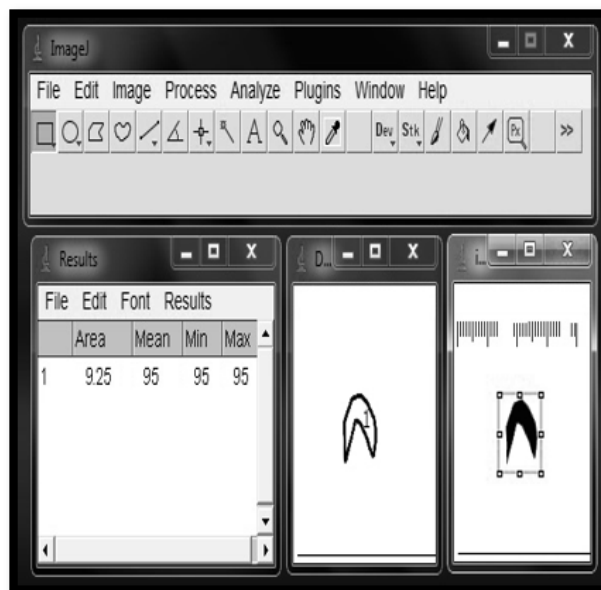 ImageJ
File Edit Image Process Analyze Plugins Window Help
A Dev Stk Px >>
Results
File Edit Font Results
Area Mean Min Max
1 9.25 95 95 95
D...
1
i...